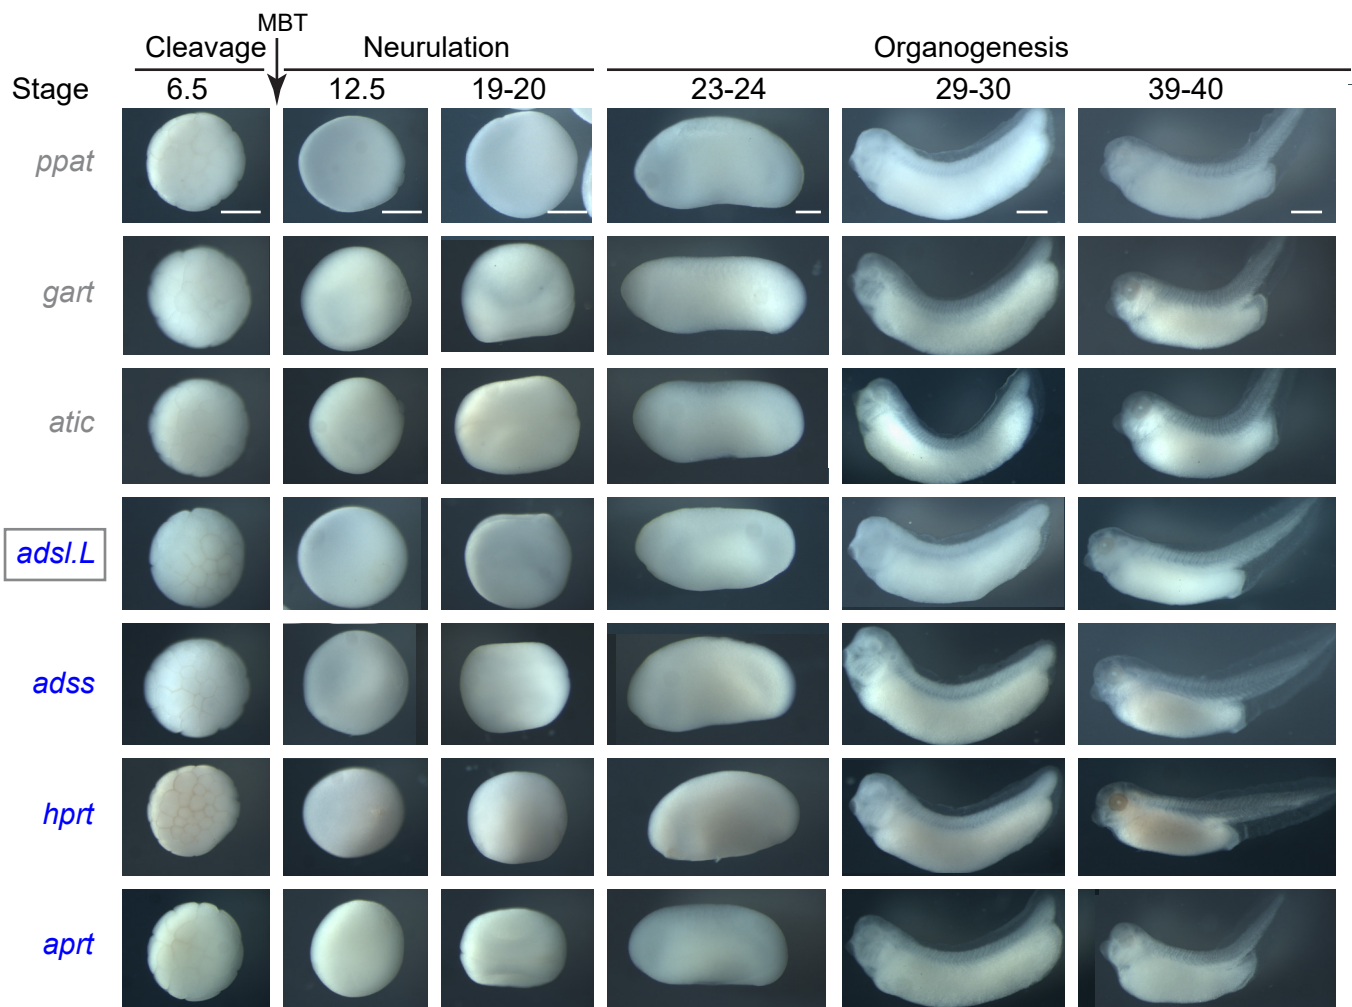 MBT
Cleavage Neurulation Organogenesis
Stage 6.5 12.5 19-20 23-24 29-30 39-40
ppat
gart
atic
adsl.L
adss
hprt
aprt